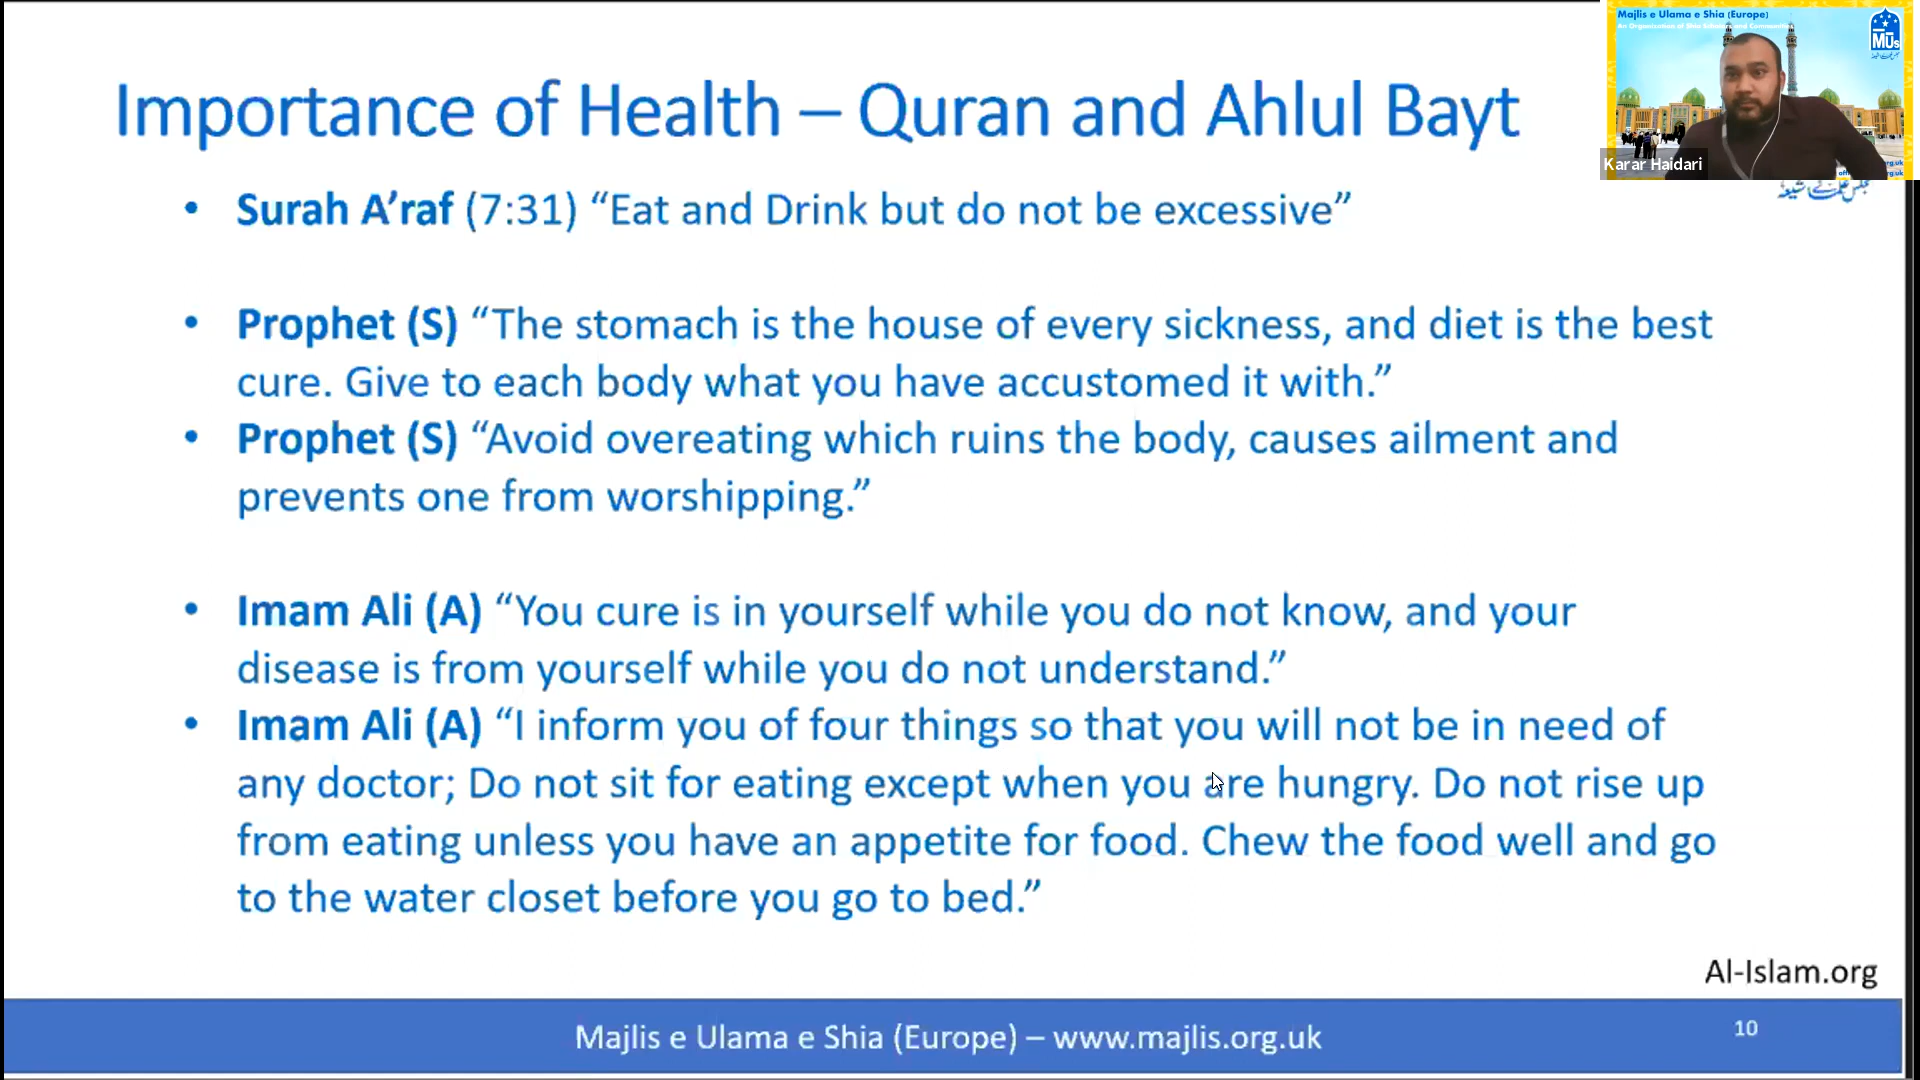 Majlis e Ulama e Shia (Europe)
MUs
Karar Haidari
Importance of Health – Quran and Ahlul Bayt
• Surah A’raf (7:31) “Eat and Drink but do not be excessive”
• Prophet (S) “The stomach is the house of every sickness, and diet is the best
cure. Give to each body what you have accustomed it with.”
• Prophet (S) “Avoid overeating which ruins the body, causes ailment and
prevents one from worshipping.”
• Imam Ali (A) “You cure is in yourself while you do not know, and your
disease is from yourself while you do not understand.”
• Imam Ali (A) “I inform you of four things so that you will not be in need of
any doctor; Do not sit for eating except when you are hungry. Do not rise up
from eating unless you have an appetite for food. Chew the food well and go
to the water closet before you go to bed.”
Al-Islam.org
Majlis e Ulama e Shia (Europe) – www.majlis.org.uk
10